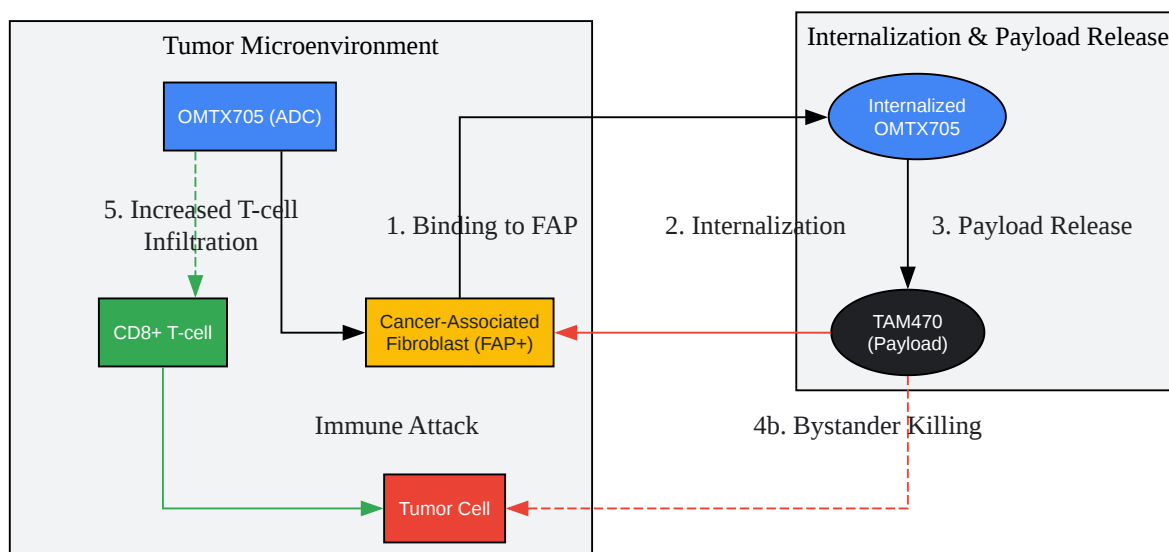 Tumor Microenvironment
Internalization & Payload Release
OMTX705 (ADC)
Internalized
OMTX705
5. Increased T-cell
Infiltration
1. Binding to FAP
2. Internalization
3. Payload Release
CD8+ T-cell
Cancer-Associated
Fibroblast (FAP+)
TAM470
(Payload)
Immune Attack
4b. Bystander Killing
Tumor Cell